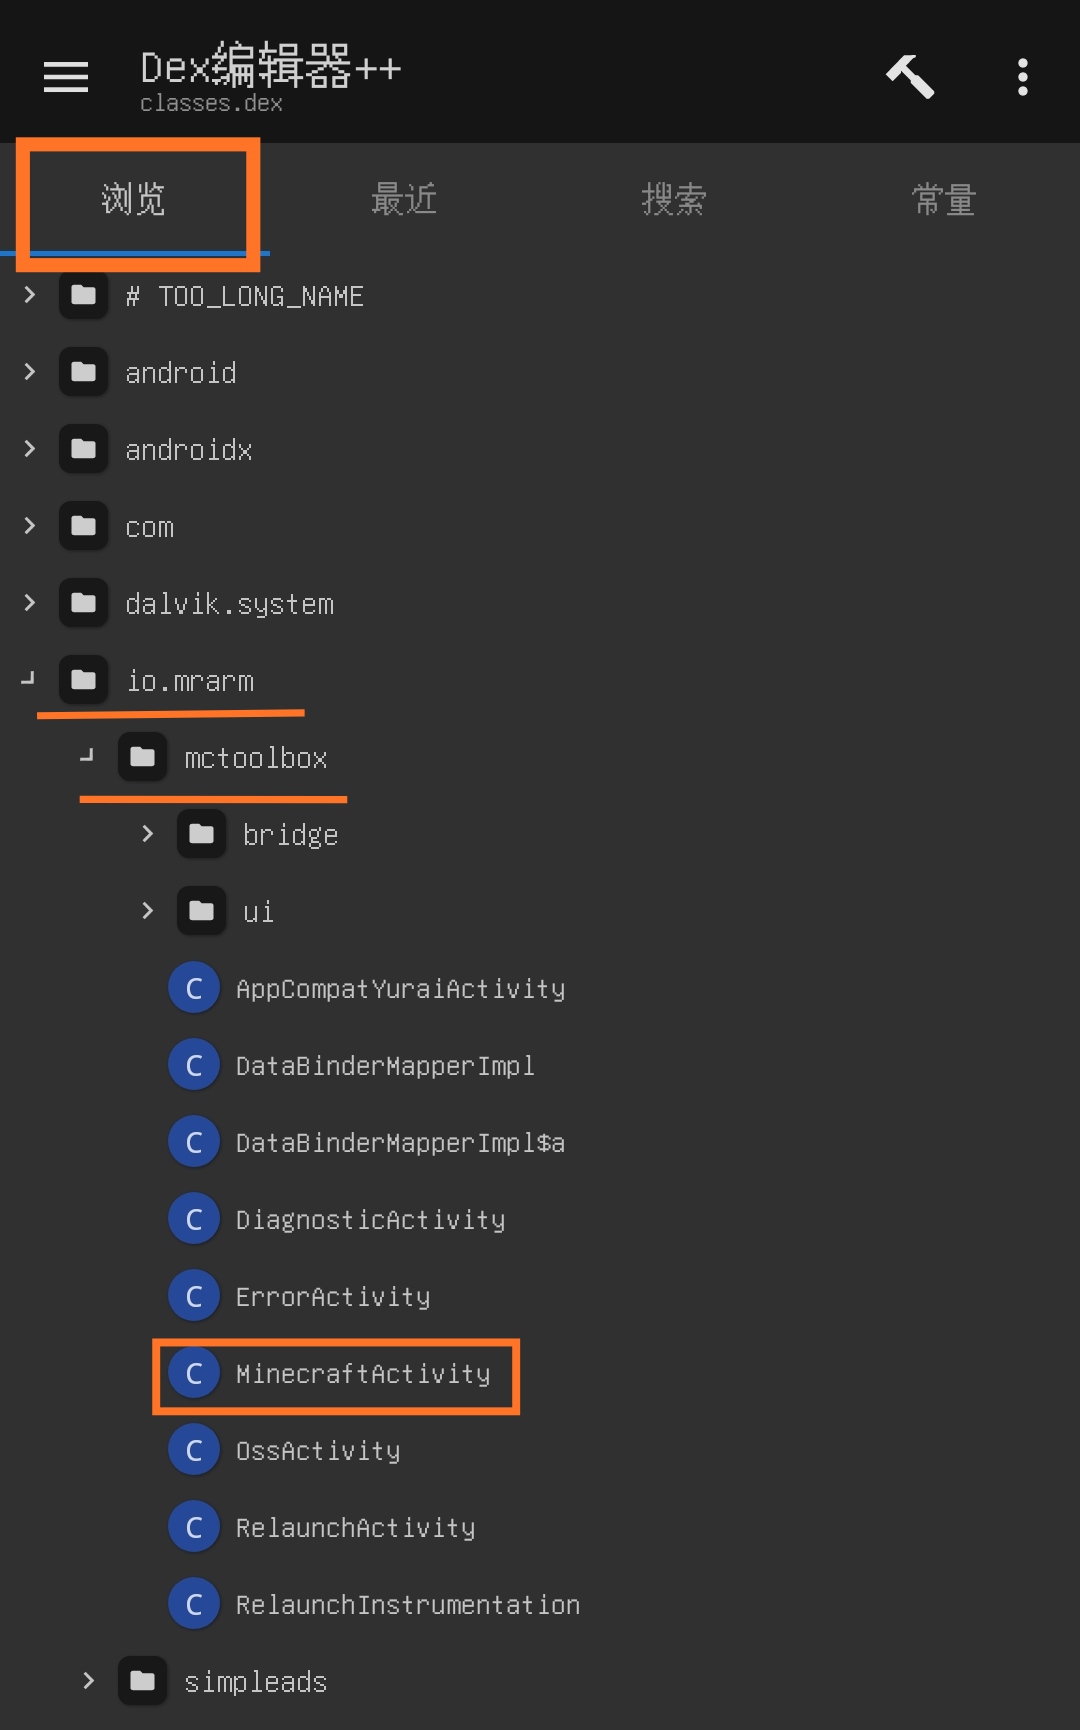 Dex编辑器++
classes.dex
浏览 最近 搜索 常量
# TOO_LONG_NAME
android
androidx
com
dalvik.system
io.mrarm
mctoolbox
bridge
ui
C AppCompatYuraiActivity
C DataBinderMapperImpl
C DataBinderMapperImpl$a
C DiagnosticActivity
C ErrorActivity
C MinecraftActivity
C OssActivity
C RelaunchActivity
C RelaunchInstrumentation
simpleads